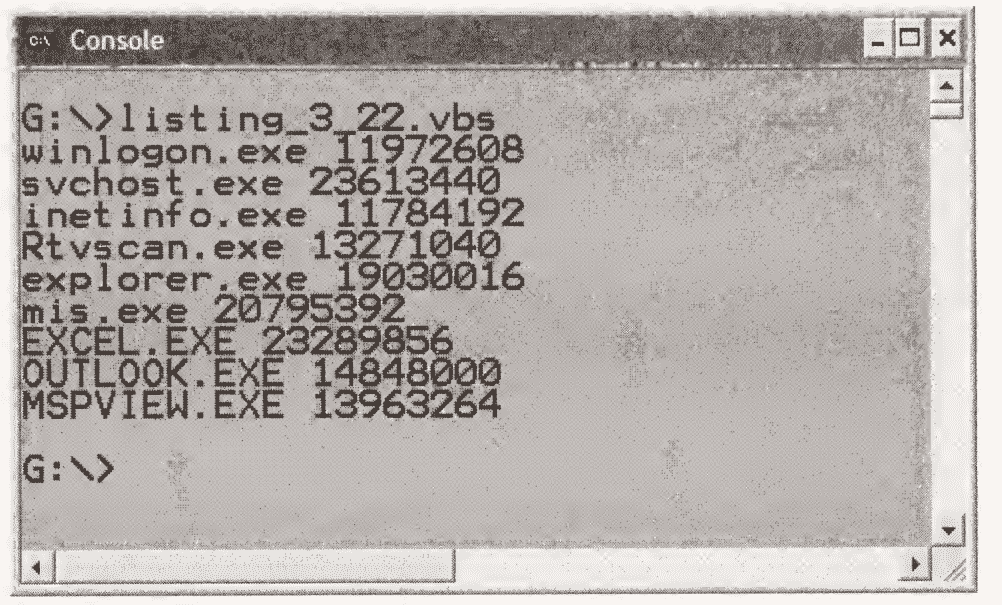 C:\ Console
G:\>listing_3_22.vbs
winlogon.exe 11972608
svchost.exe 23613440
inetinfo.exe 11784192
Rtvscan.exe 13271040
explorer.exe 19030016
mis.exe 20795392
EXCEL.EXE 23289856
OUTLOOK.EXE 14848000
MSPVIEW.EXE 13963264
G:\>